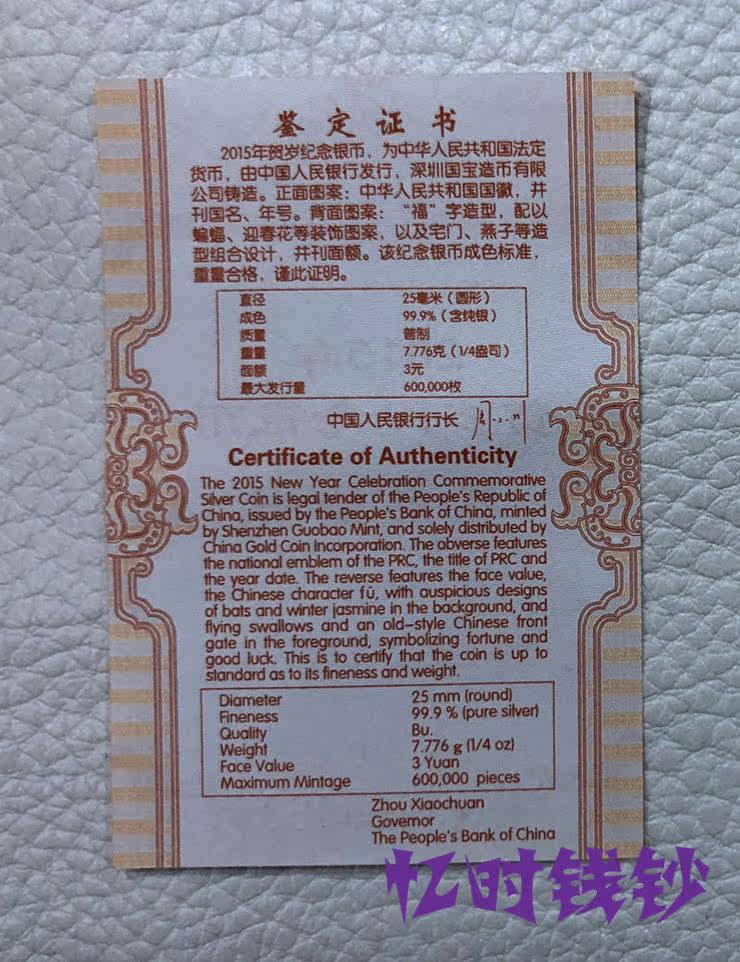 鉴定证书
2015年贺岁纪念银币，为中华人民共和国法定
货币，由中国人民银行发行，深圳国宝造币有限
公司铸造。正面图案：中华人民共和国国徽，并
刊国名、年号。背面图案：“福”字造型，配以
蝙蝠、迎春花等装饰图案，以及宅门、燕子等造
型组合设计，并刊面额。该纪念银币成色标准，
重量合格，谨此证明。
直径 25毫米（圆形）
成色 99.9%（含纯银）
质量 普制
重量 7.776克（1/4盎司）
面额 3元
最大发行量 600,000枚
中国人民银行行长
Certificate of Authenticity
The 2015 New Year Celebration Commemorative
Silver Coin is legal tender of the People's Republic of
China, issued by the People's Bank of China, minted
by Shenzhen Guobao Mint, and solely distributed by
China Gold Coin Incorporation. The obverse features
the national emblem of the PRC, the title of PRC and
the year date. The reverse features the face value,
the Chinese character fú, with auspicious designs
of bats and winter jasmine in the background, and
flying swallows and an old-style Chinese front
gate in the foreground, symbolizing fortune and
good luck. This is to certify that the coin is up to
standard as to its fineness and weight.
Diameter 25 mm (round)
Fineness 99.9 % (pure silver)
Quality Bu.
Weight 7.776 g (1/4 oz)
Face Value 3 Yuan
Maximum Mintage 600,000 pieces
Zhou Xiaochuan
Governor
The People's Bank of China
忆时钱钞